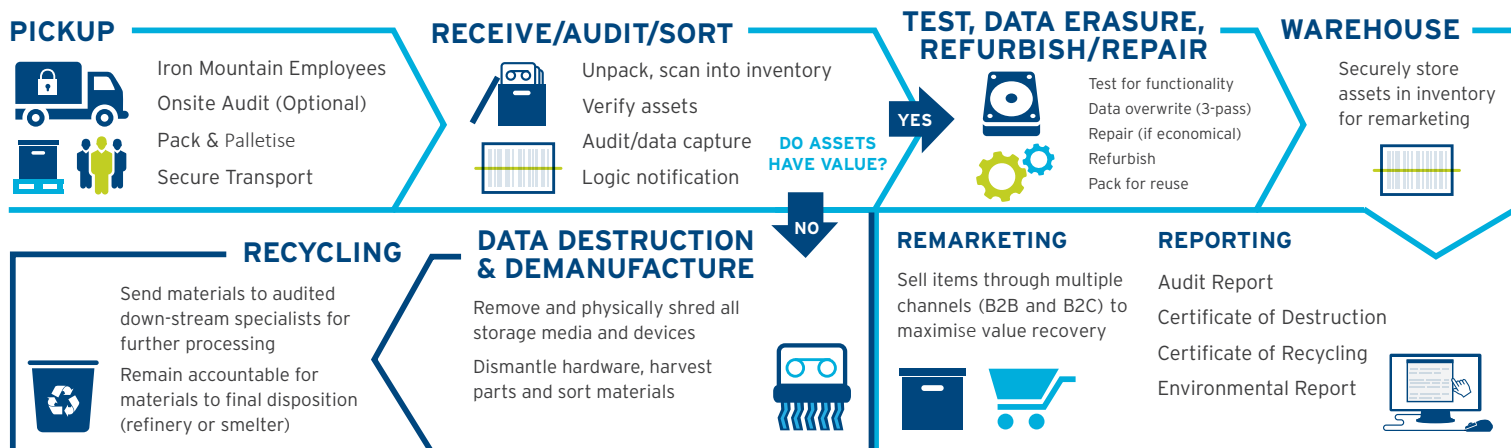 PICKUP
Iron Mountain Employees
Onsite Audit (Optional)
Pack & Palletise
Secure Transport
RECEIVE/AUDIT/SORT
Unpack, scan into inventory
Verify assets
Audit/data capture
Logic notification
DO ASSETS
HAVE VALUE?
YES
NO
TEST, DATA ERASURE,
REFURBISH/REPAIR
Test for functionality
Data overwrite (3-pass)
Repair (if economical)
Refurbish
Pack for reuse
WAREHOUSE
Securely store
assets in inventory
for remarketing
RECYCLING
Send materials to audited
down-stream specialists for
further processing
Remain accountable for
materials to final disposition
(refinery or smelter)
DATA DESTRUCTION
& DEMANUFACTURE
Remove and physically shred all
storage media and devices
Dismantle hardware, harvest
parts and sort materials
REMARKETING
Sell items through multiple
channels (B2B and B2C) to
maximise value recovery
REPORTING
Audit Report
Certificate of Destruction
Certificate of Recycling
Environmental Report